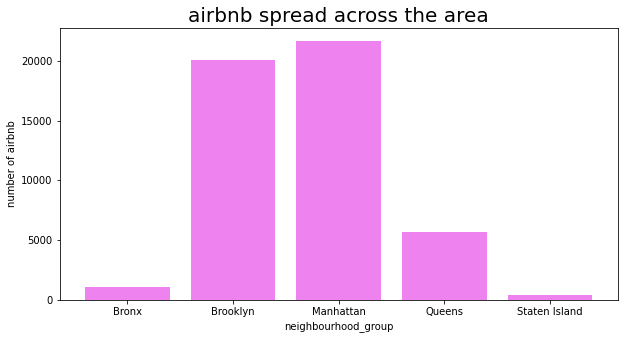 airbnb spread across the area
number of airbnb
20000
15000
10000
5000
0
Bronx Brooklyn Manhattan Queens Staten Island
neighbourhood_group